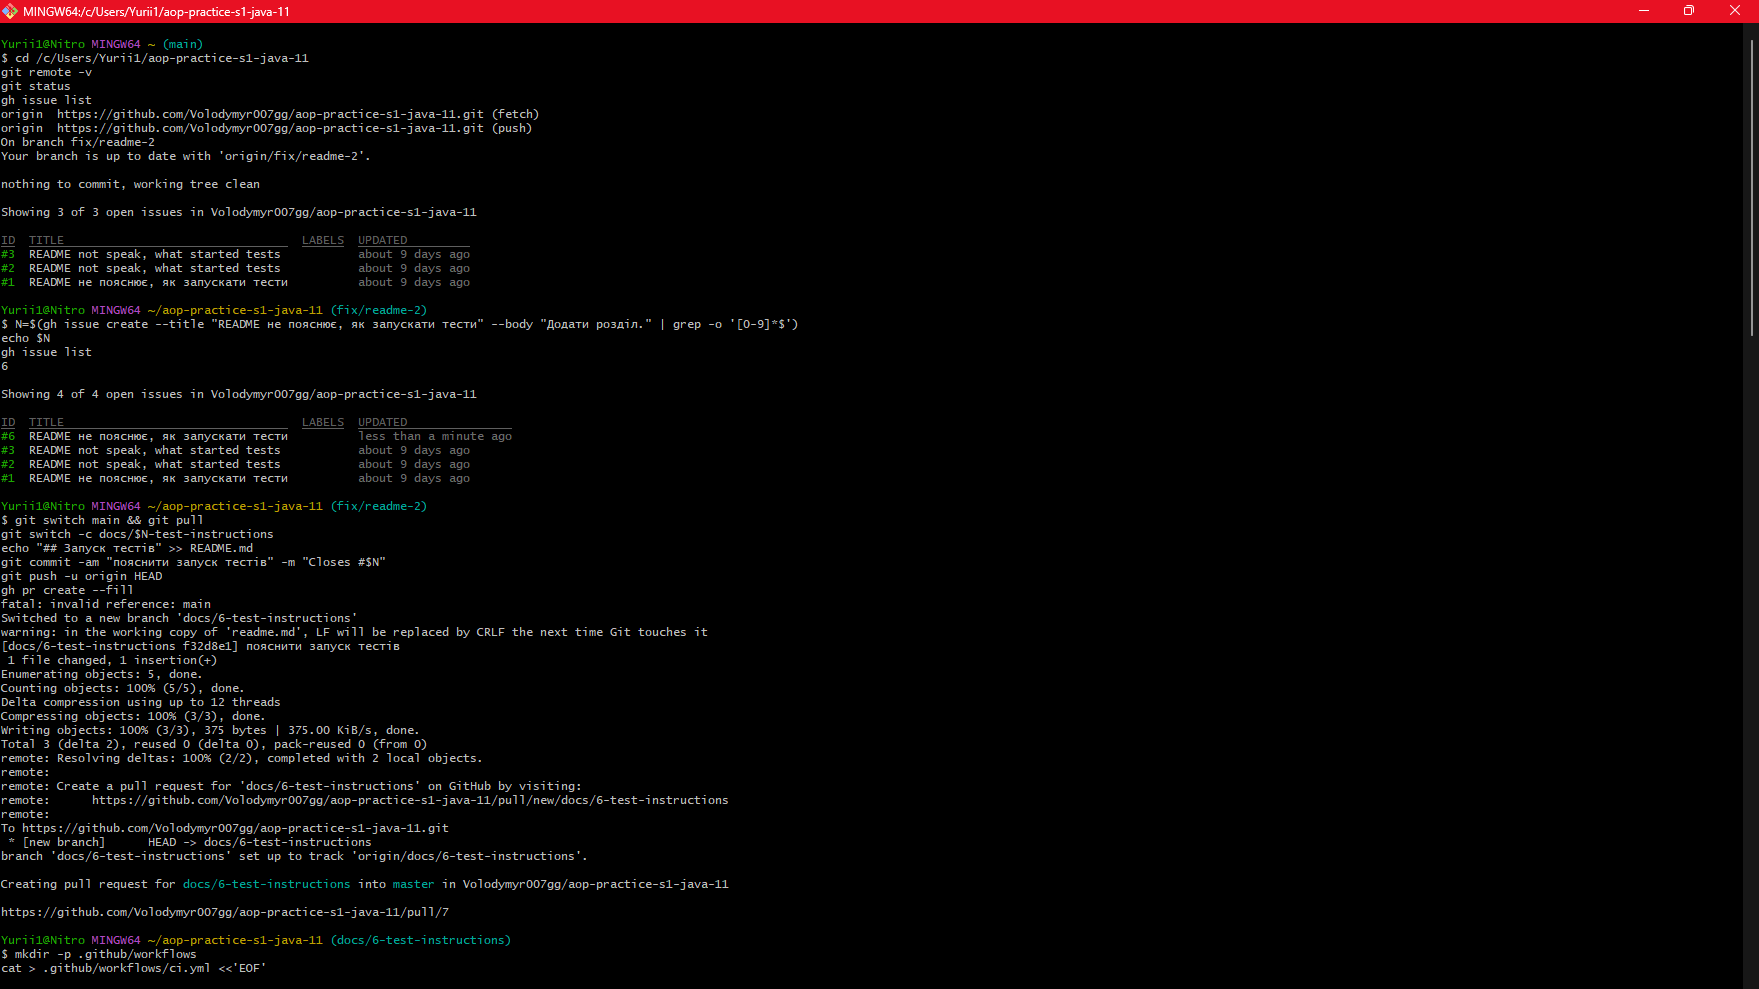 MINGW64:/c/Users/Yurii1/aop-practice-s1-java-11
Yurii1@Nitro MINGW64 ~ (main)
$ cd /c/Users/Yurii1/aop-practice-s1-java-11
git remote -v
git status
gh issue list
origin  https://github.com/Volodymyr007gg/aop-practice-s1-java-11.git (fetch)
origin  https://github.com/Volodymyr007gg/aop-practice-s1-java-11.git (push)
On branch fix/readme-2
Your branch is up to date with 'origin/fix/readme-2'.
nothing to commit, working tree clean
Showing 3 of 3 open issues in Volodymyr007gg/aop-practice-s1-java-11
ID  TITLE  LABELS  UPDATED
#3  README not speak, what started tests  about 9 days ago
#2  README not speak, what started tests  about 9 days ago
#1  README не пояснює, як запускати тести  about 9 days ago
Yurii1@Nitro MINGW64 ~/aop-practice-s1-java-11 (fix/readme-2)
$ N=$(gh issue create --title "README не пояснює, як запускати тести" --body "Додати розділ." | grep -o '[0-9]*$')
echo $N
gh issue list
6
Showing 4 of 4 open issues in Volodymyr007gg/aop-practice-s1-java-11
ID  TITLE  LABELS  UPDATED
#6  README не пояснює, як запускати тести  less than a minute ago
#3  README not speak, what started tests  about 9 days ago
#2  README not speak, what started tests  about 9 days ago
#1  README не пояснює, як запускати тести  about 9 days ago
Yurii1@Nitro MINGW64 ~/aop-practice-s1-java-11 (fix/readme-2)
$ git switch main && git pull
git switch -c docs/$N-test-instructions
echo "## Запуск тестів" >> README.md
git commit -am "пояснити запуск тестів" -m "Closes #$N"
git push -u origin HEAD
gh pr create --fill
fatal: invalid reference: main
Switched to a new branch 'docs/6-test-instructions'
warning: in the working copy of 'readme.md', LF will be replaced by CRLF the next time Git touches it
[docs/6-test-instructions f32d8e1] пояснити запуск тестів
 1 file changed, 1 insertion(+)
Enumerating objects: 5, done.
Counting objects: 100% (5/5), done.
Delta compression using up to 12 threads
Compressing objects: 100% (3/3), done.
Writing objects: 100% (3/3), 375 bytes | 375.00 KiB/s, done.
Total 3 (delta 2), reused 0 (delta 0), pack-reused 0 (from 0)
remote: Resolving deltas: 100% (2/2), completed with 2 local objects.
remote:
remote: Create a pull request for 'docs/6-test-instructions' on GitHub by visiting:
remote:      https://github.com/Volodymyr007gg/aop-practice-s1-java-11/pull/new/docs/6-test-instructions
remote:
To https://github.com/Volodymyr007gg/aop-practice-s1-java-11.git
 * [new branch]      HEAD -> docs/6-test-instructions
branch 'docs/6-test-instructions' set up to track 'origin/docs/6-test-instructions'.
Creating pull request for docs/6-test-instructions into master in Volodymyr007gg/aop-practice-s1-java-11
https://github.com/Volodymyr007gg/aop-practice-s1-java-11/pull/7
Yurii1@Nitro MINGW64 ~/aop-practice-s1-java-11 (docs/6-test-instructions)
$ mkdir -p .github/workflows
cat > .github/workflows/ci.yml <<'EOF'